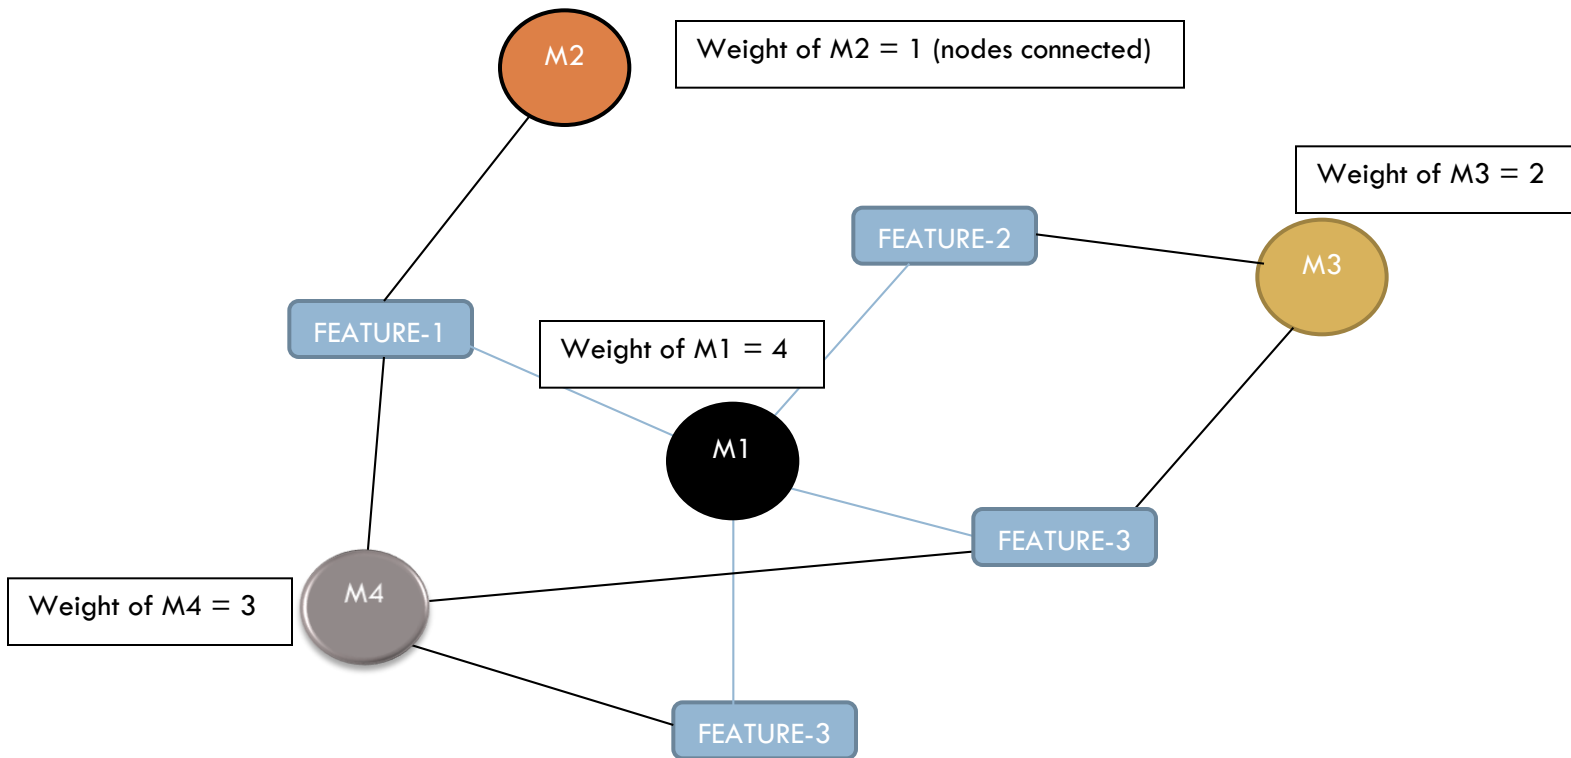 M2
Weight of M2 = 1 (nodes connected)
Weight of M3 = 2
FEATURE-2
M3
FEATURE-1
Weight of M1 = 4
M1
FEATURE-3
M4
Weight of M4 = 3
FEATURE-3